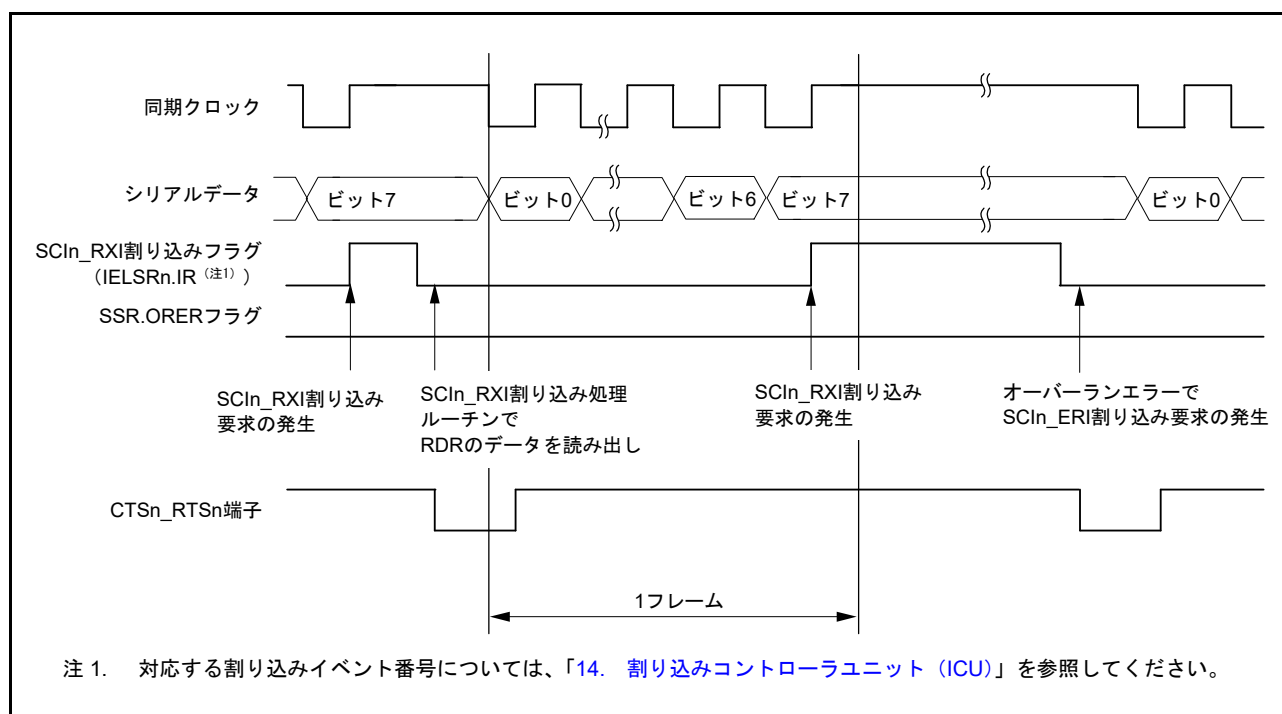 同期クロック
シリアルデータ
ビット7
ビット0
ビット6
ビット7
ビット0
SCIn_RXI割り込みフラグ
（IELSRn.IR（注1））
SSR.ORERフラグ
SCIn_RXI割り込み
要求の発生
SCIn_RXI割り込み処理
ルーチンで
RDRのデータを読み出し
SCIn_RXI割り込み
要求の発生
オーバーランエラーで
SCIn_ERI割り込み要求の発生
CTSn_RTSn端子
1フレーム
注 1. 対応する割り込みイベント番号については、「14. 割り込みコントローラユニット（ICU）」を参照してください。